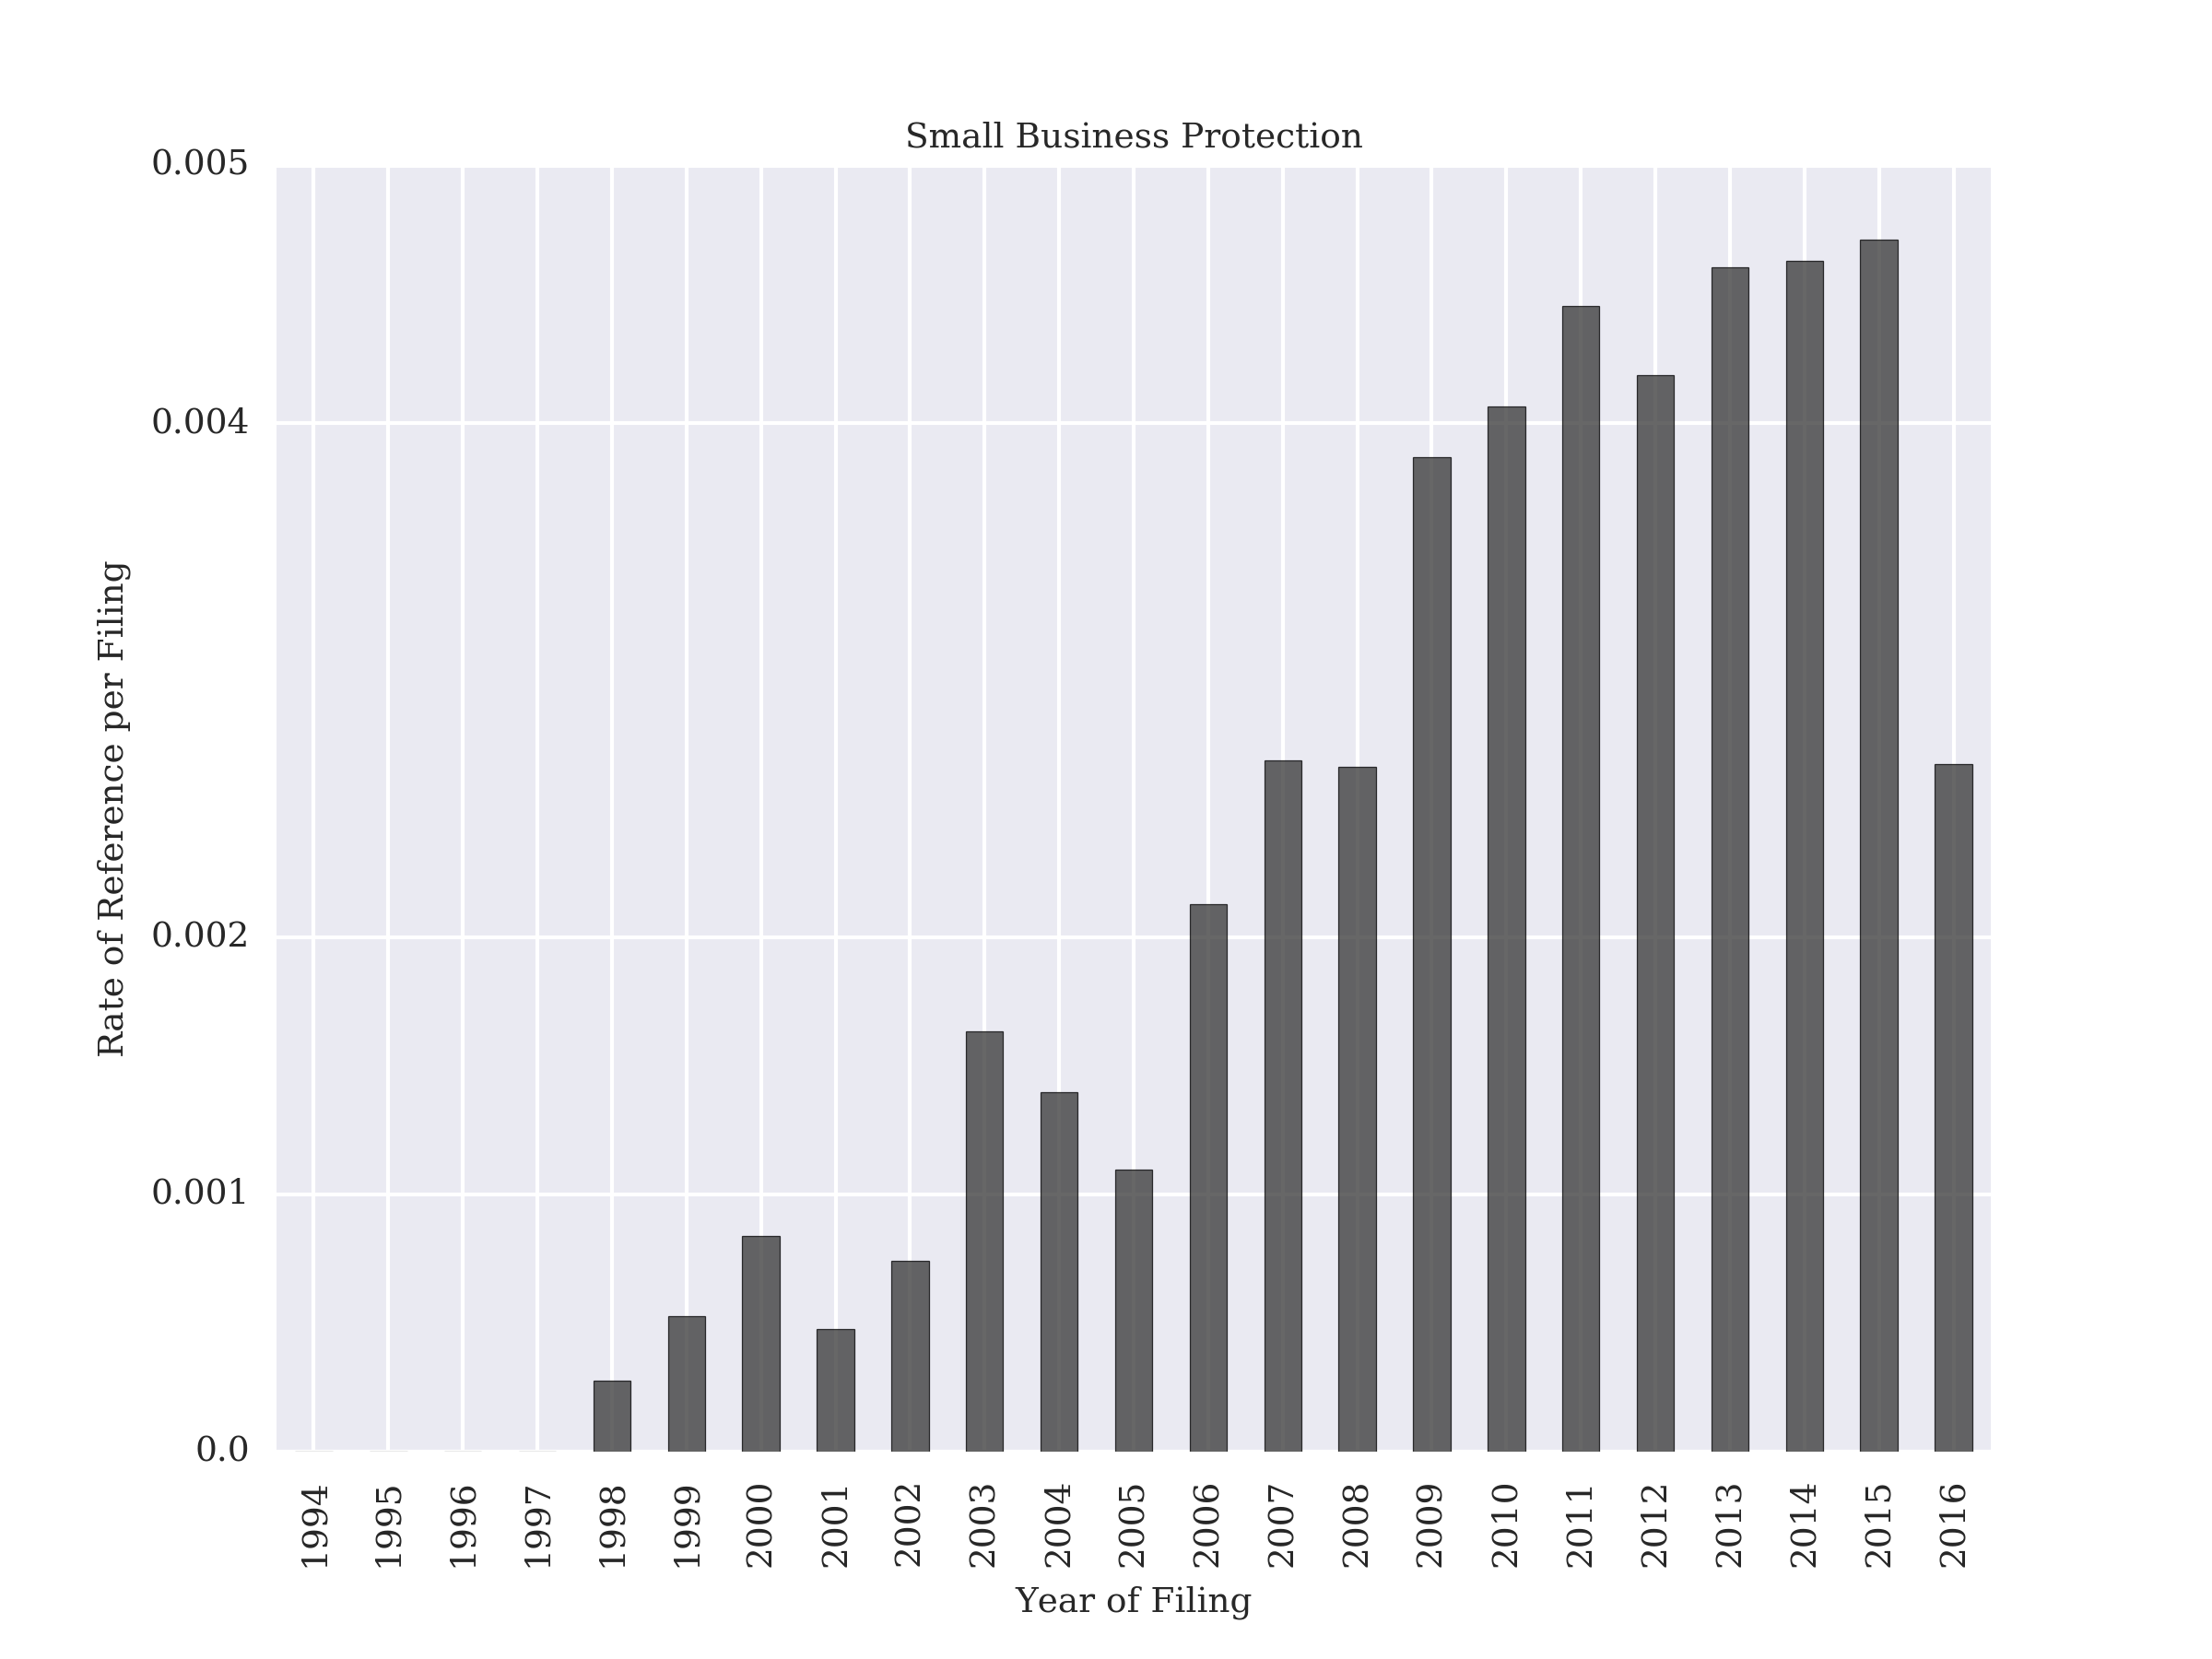 Small Business Protection
0.005
0.004
0.002
0.001
0.0
Rate of Reference per Filing
1994 1995 1996 1997 1998 1999 2000 2001 2002 2003 2004 2005 2006 2007 2008 2009 2010 2011 2012 2013 2014 2015 2016
Year of Filing